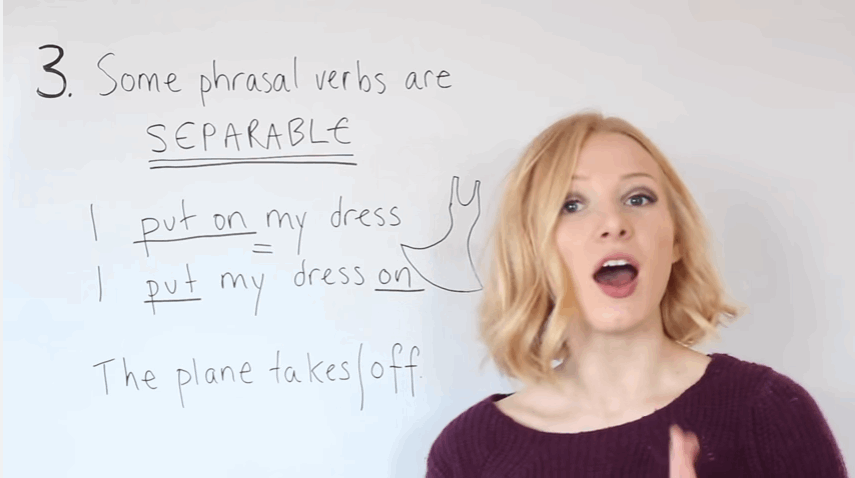 3. Some phrasal verbs are
SEPARABLE
I put on my dress
=
I put my dress on
The plane takes/off.